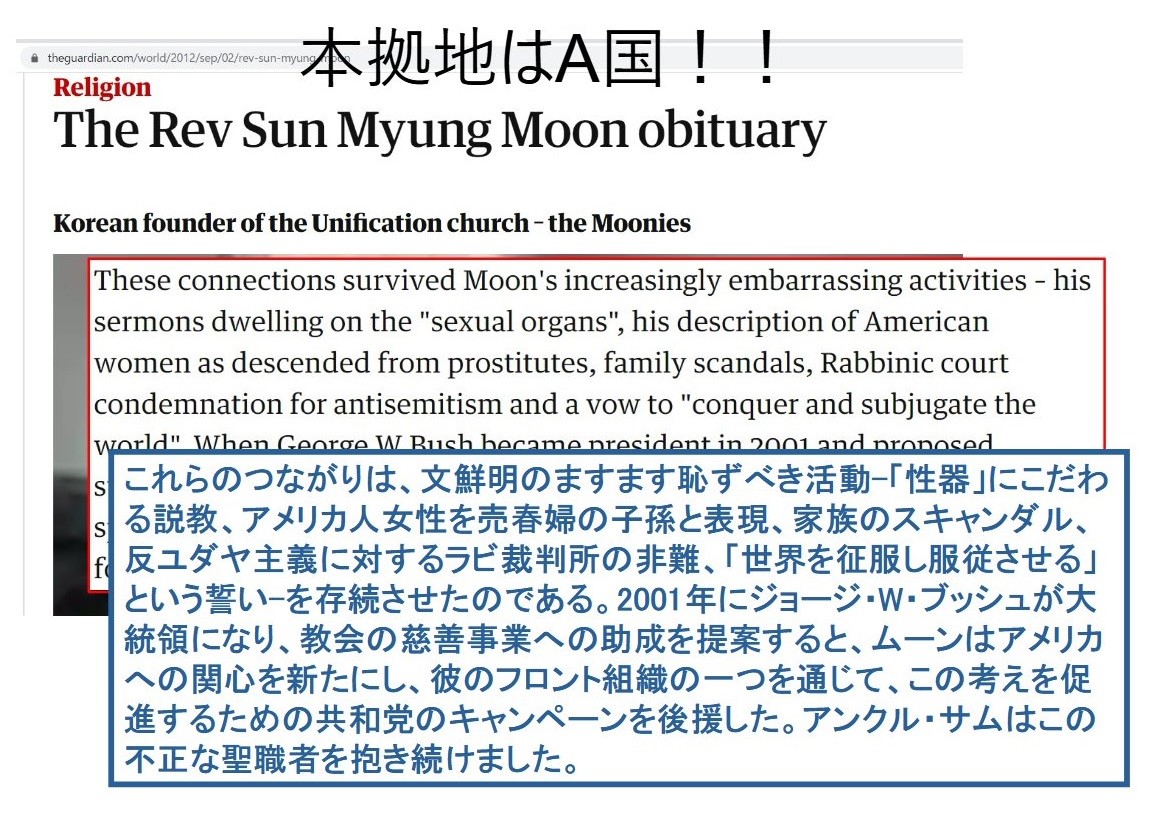 本拠地はA国！！
theguardian.com/world/2012/sep/02/rev-sun-myung-moon
Religion
The Rev Sun Myung Moon obituary
Korean founder of the Unification church – the Moonies
These connections survived Moon's increasingly embarrassing activities – his
sermons dwelling on the "sexual organs", his description of American
women as descended from prostitutes, family scandals, Rabbinic court
condemnation for antisemitism and a vow to "conquer and subjugate the
world". When George W Bush became president in 2001 and proposed
これらのつながりは、文鮮明のますます恥ずべき活動–「性器」にこだわ
る説教、アメリカ人女性を売春婦の子孫と表現、家族のスキャンダル、
反ユダヤ主義に対するラビ裁判所の非難、「世界を征服し服従させる」
という誓い–を存続させたのである。2001年にジョージ・W・ブッシュが大
統領になり、教会の慈善事業への助成を提案すると、ムーンはアメリカ
への関心を新たにし、彼のフロント組織の一つを通じて、この考えを促
進するための共和党のキャンペーンを後援した。アンクル・サムはこの
不正な聖職者を抱き続けました。